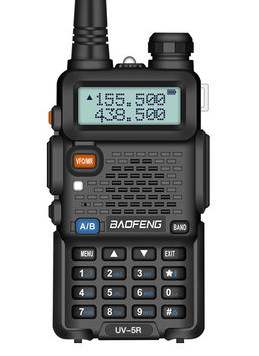 ▲155.500
438.500
VFO/MR
A/B
BAOFENG
BAND
MENU ▲ ▼ EXIT
1 2 3 *
4 5 6 0
7 8 9 #
UV-5R